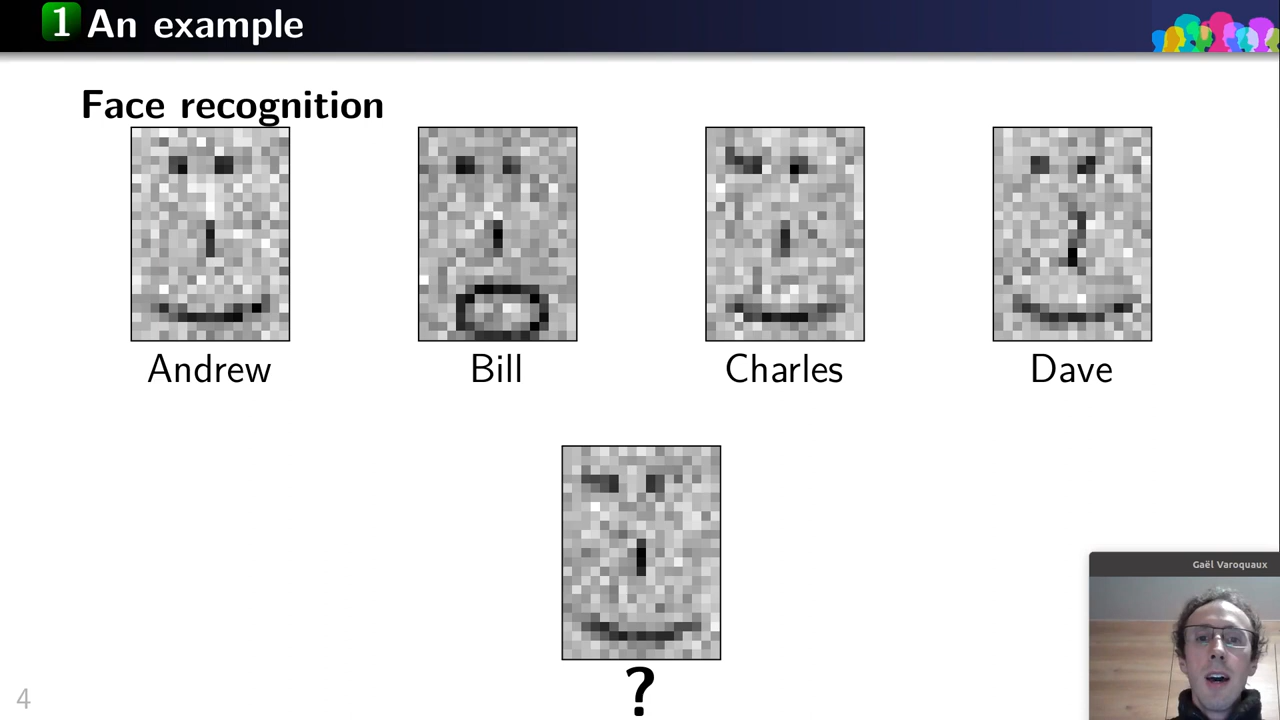 1 An example
Face recognition
Andrew Bill Charles Dave
?
Gaël Varoquaux
4